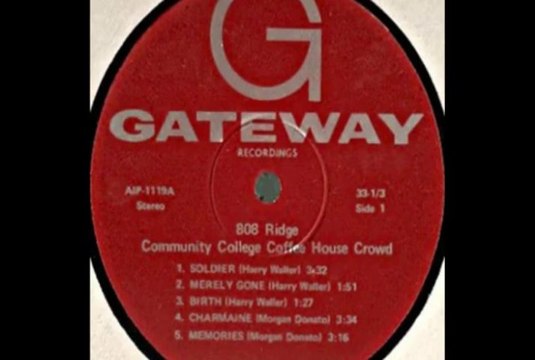 G
GATEWAY
RECORDINGS
AIP-1119A
Stereo
33-1/3
Side 1
808 Ridge
Community College Coffee House Crowd
1. SOLDIER (Harry Waller) 3:32
2. MERELY GONE (Harry Waller) 1:51
3. BIRTH (Harry Waller) 1:27
4. CHARMAINE (Morgan Donato) 3:34
5. MEMORIES (Morgan Donato) 3:16